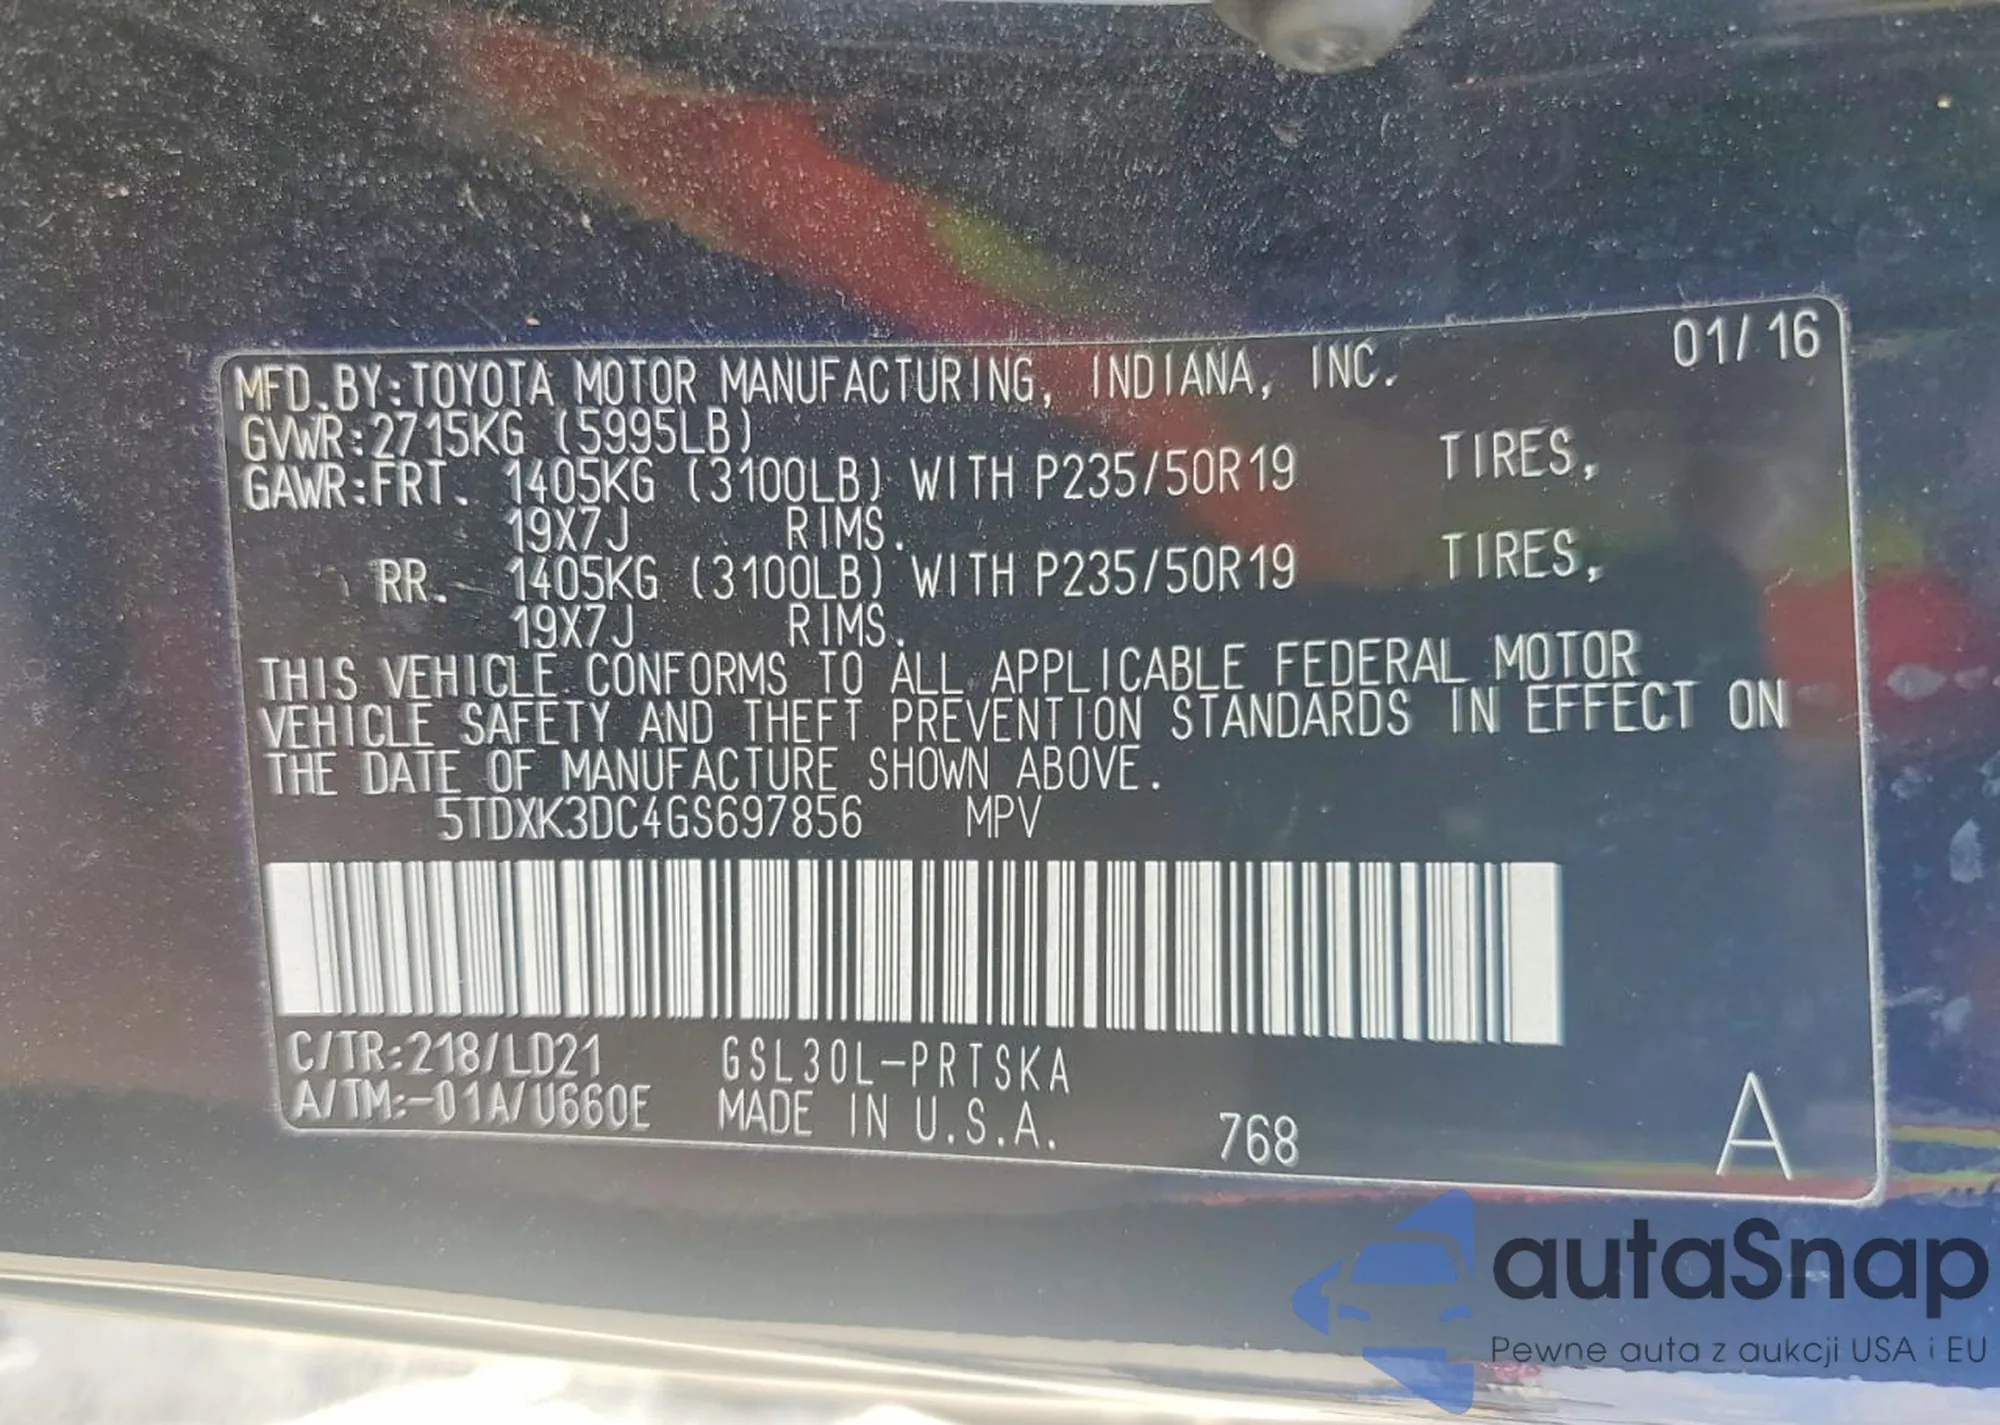 01/16
MFD.BY:TOYOTA MOTOR MANUFACTURING, INDIANA, INC.
GVWR:2715KG (5995LB)
GAWR:FRT. 1405KG (3100LB) WITH P235/50R19 TIRES,
19X7J RIMS.
RR. 1405KG (3100LB) WITH P235/50R19 TIRES,
19X7J RIMS.
THIS VEHICLE CONFORMS TO ALL APPLICABLE FEDERAL MOTOR
VEHICLE SAFETY AND THEFT PREVENTION STANDARDS IN EFFECT ON
THE DATE OF MANUFACTURE SHOWN ABOVE.
5TDXK3DC4GS697856 MPV
C/TR:218/LD21 GSL30L-PRTSKA
A/TM:-01A/U660E MADE IN U.S.A. 768 A
autaSnap
Pewne auta z aukcji USA i EU